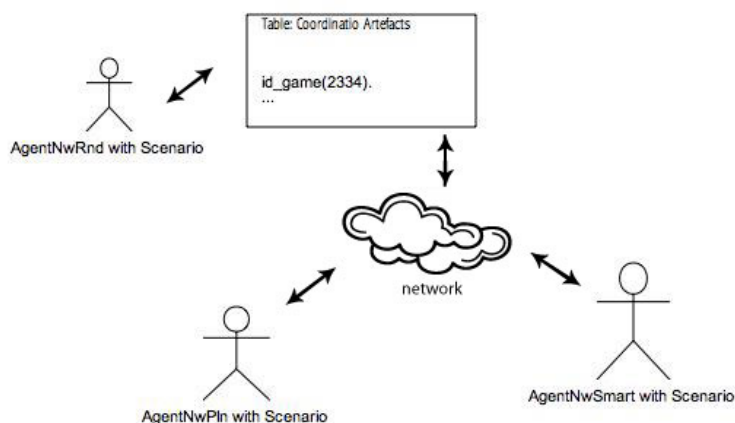 Table: Coordinatio Artefacts
id_game(2334).
...
AgentNwRnd with Scenario
network
AgentNwSmart with Scenario
AgentNwPln with Scenario